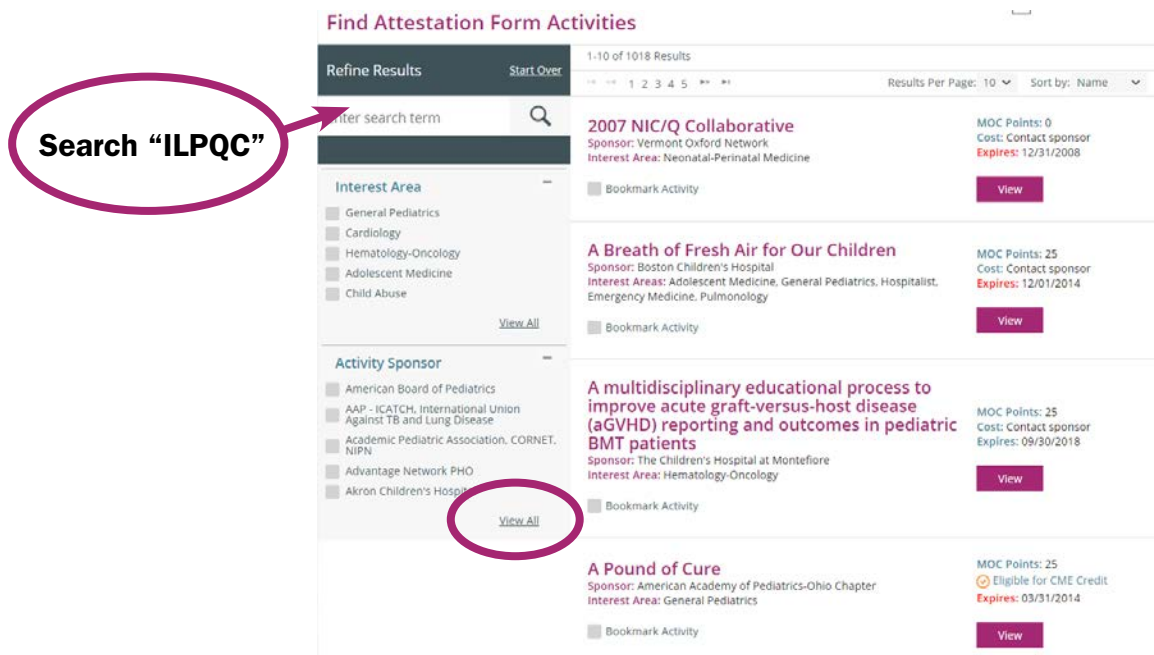 Find Attestation Form Activities
Search “ILPQC”
Refine Results
Start Over
enter search term
Interest Area
General Pediatrics
Cardiology
Hematology-Oncology
Adolescent Medicine
Child Abuse
View All
Activity Sponsor
American Board of Pediatrics
AAP - ICATCH, International Union
Against TB and Lung Disease
Academic Pediatric Association, CORNET,
NIPN
Advantage Network PHO
Akron Children's Hospital
View All
1-10 of 1018 Results
1 2 3 4 5
Results Per Page: 10
Sort by: Name
2007 NIC/Q Collaborative
Sponsor: Vermont Oxford Network
Interest Area: Neonatal-Perinatal Medicine
Bookmark Activity
MOC Points: 0
Cost: Contact sponsor
Expires: 12/31/2008
View
A Breath of Fresh Air for Our Children
Sponsor: Boston Children's Hospital
Interest Areas: Adolescent Medicine, General Pediatrics, Hospitalist,
Emergency Medicine, Pulmonology
Bookmark Activity
MOC Points: 25
Cost: Contact sponsor
Expires: 12/01/2014
View
A multidisciplinary educational process to
improve acute graft-versus-host disease
(aGVHD) reporting and outcomes in pediatric
BMT patients
Sponsor: The Children's Hospital at Montefiore
Interest Area: Hematology-Oncology
Bookmark Activity
MOC Points: 25
Cost: Contact sponsor
Expires: 09/30/2018
View
A Pound of Cure
Sponsor: American Academy of Pediatrics-Ohio Chapter
Interest Area: General Pediatrics
Bookmark Activity
MOC Points: 25
Eligible for CME Credit
Expires: 03/31/2014
View